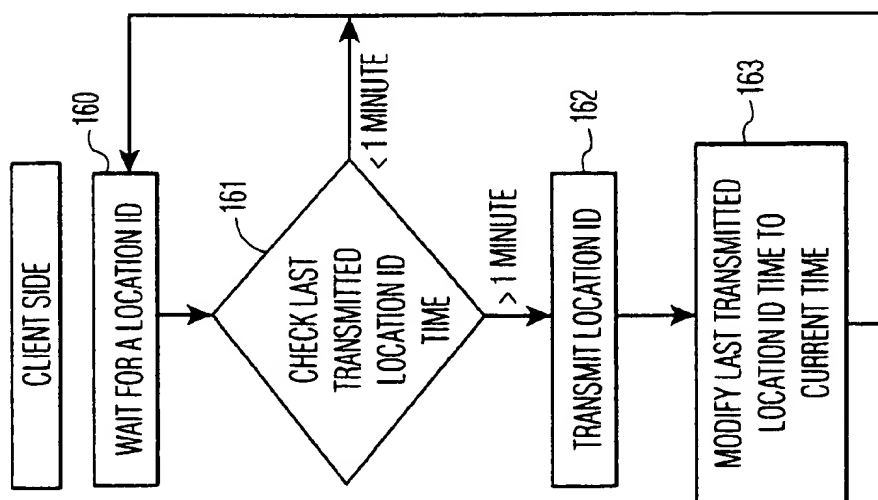 CLIENT SIDE
160
WAIT FOR A LOCATION ID
161
CHECK LAST
TRANSMITTED
LOCATION ID
TIME
< 1 MINUTE
> 1 MINUTE
162
TRANSMIT LOCATION ID
163
MODIFY LAST TRANSMITTED
LOCATION ID TIME TO
CURRENT TIME